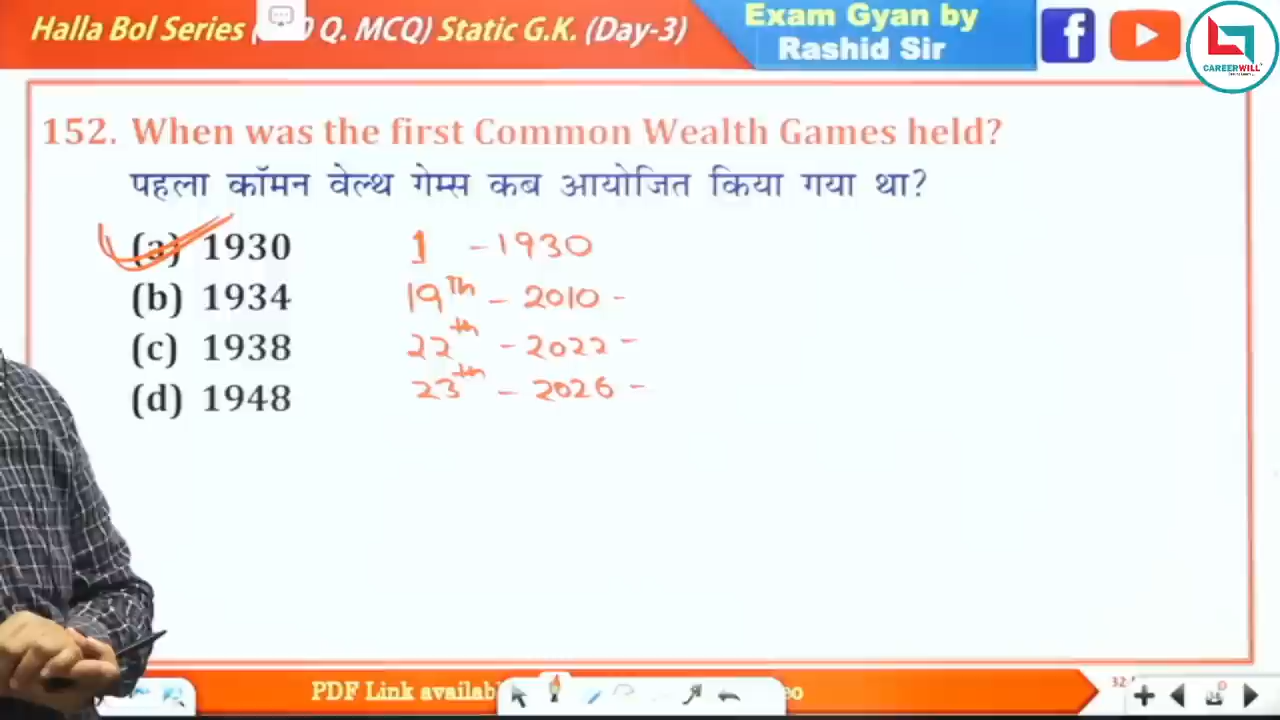 Halla Bol Series Q. MCQ) Static G.K. (Day-3)
Exam Gyan by
Rashid Sir
CAREERWILL
152. When was the first Common Wealth Games held?
पहला कॉमन वेल्थ गेम्स कब आयोजित किया गया था?
(a) 1930 1 - 1930
(b) 1934 19th - 2010 -
(c) 1938 22th - 2022 -
(d) 1948 23th - 2026 -
PDF Link